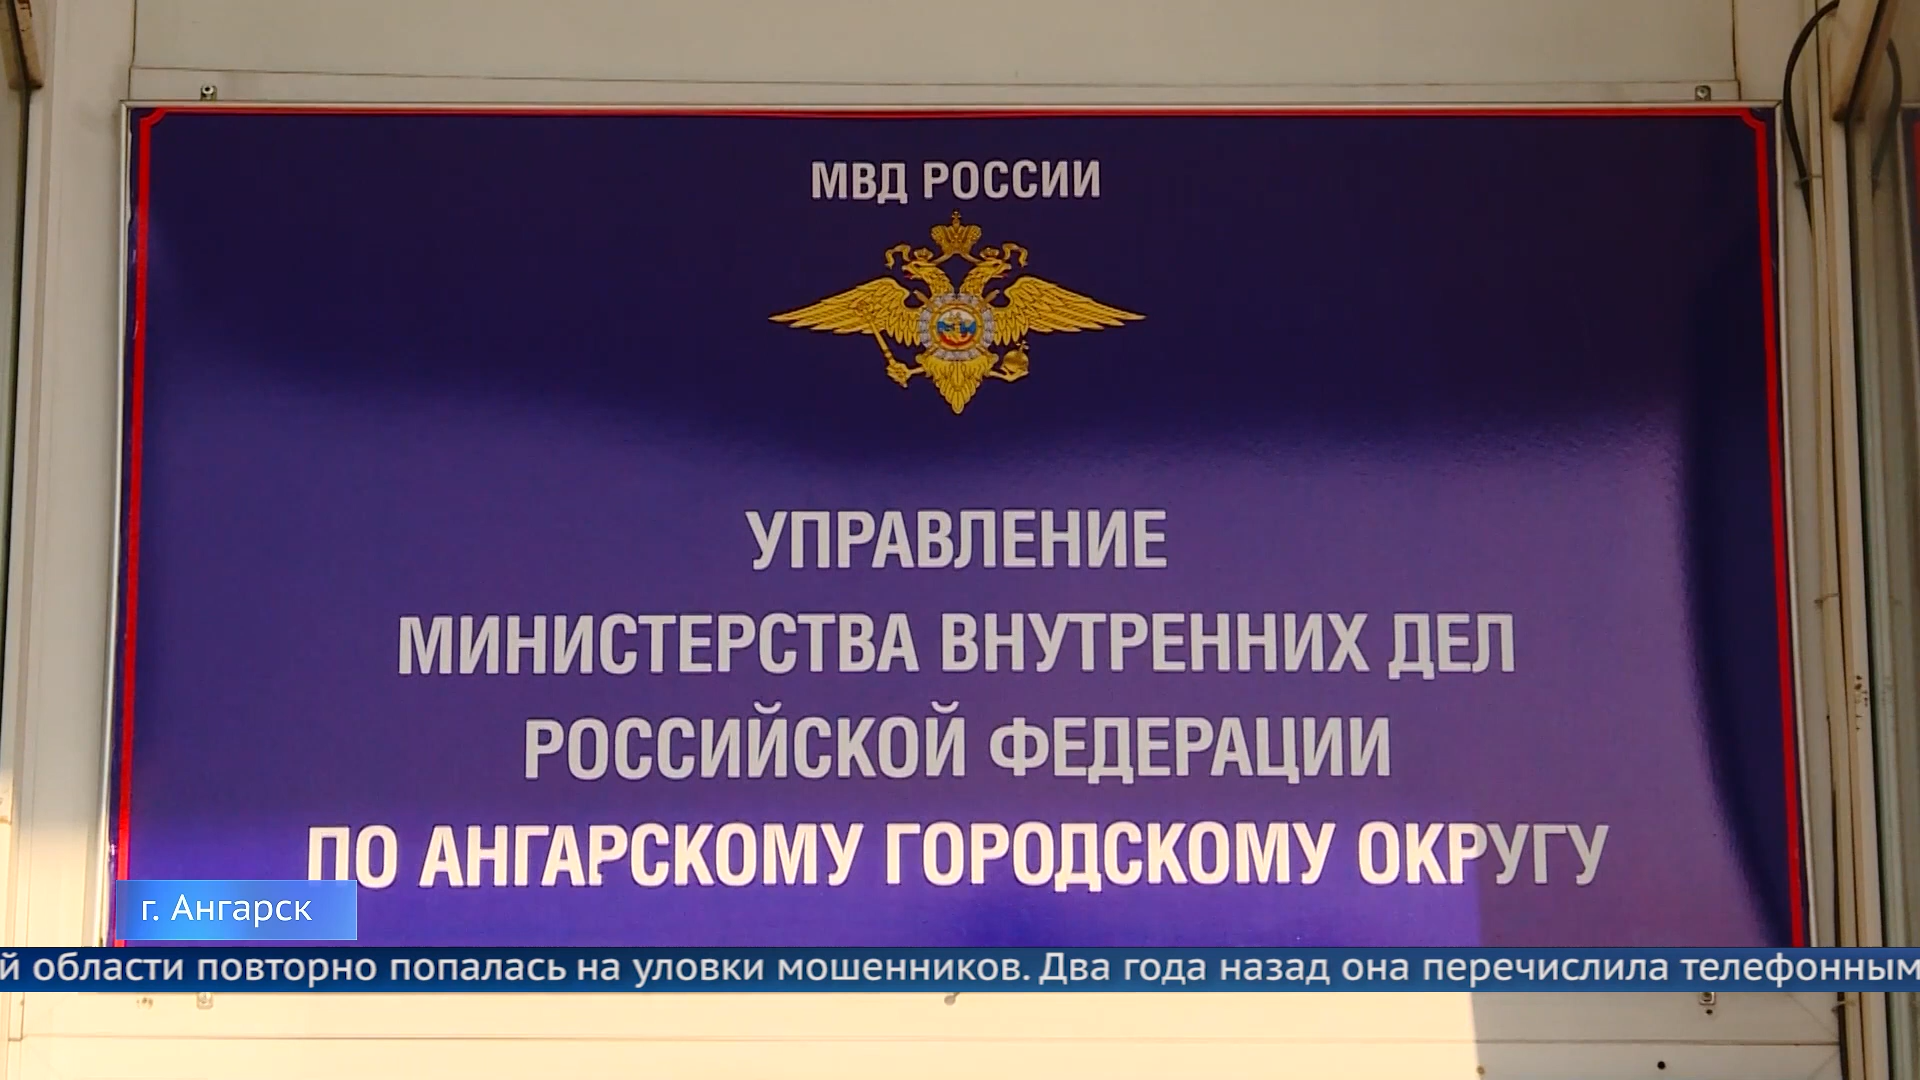 МВД РОССИИ
УПРАВЛЕНИЕ
МИНИСТЕРСТВА ВНУТРЕННИХ ДЕЛ
РОССИЙСКОЙ ФЕДЕРАЦИИ
ПО АНГАРСКОМУ ГОРОДСКОМУ ОКРУГУ
г. Ангарск
й области повторно попалась на уловки мошенников. Два года назад она перечислила телефонным